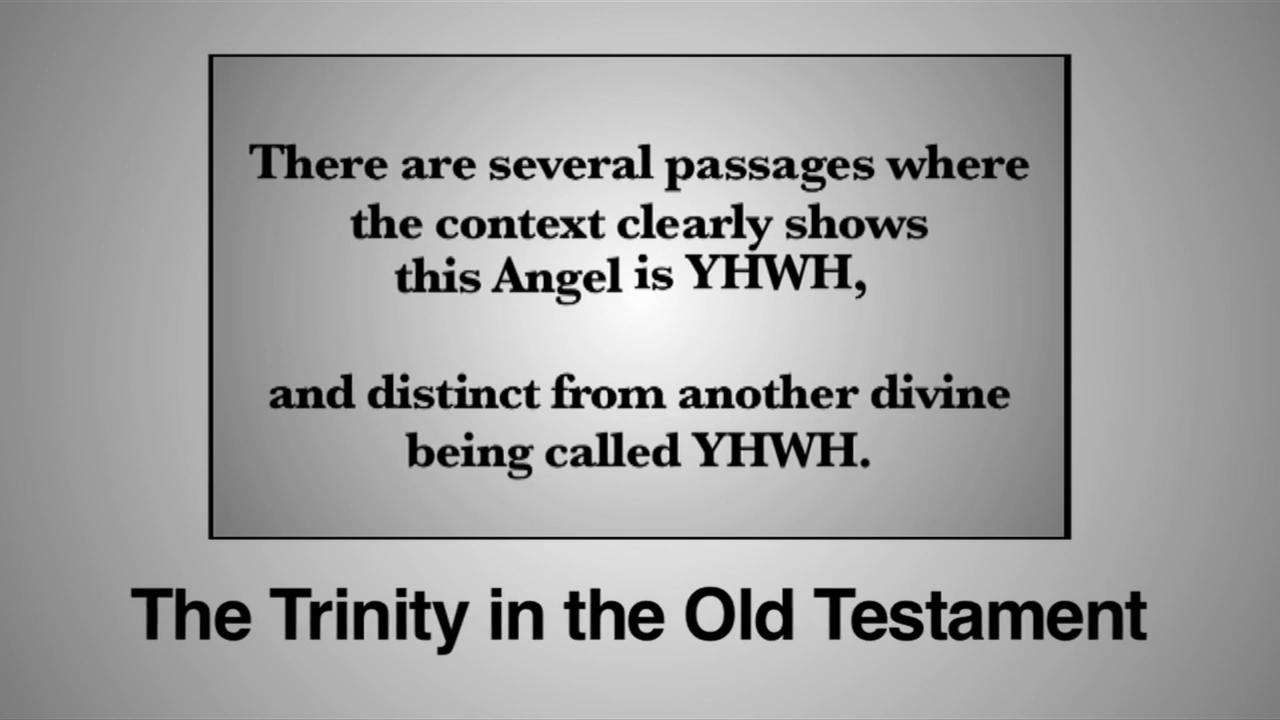 There are several passages where
the context clearly shows
this Angel is YHWH,
and distinct from another divine
being called YHWH.
The Trinity in the Old Testament